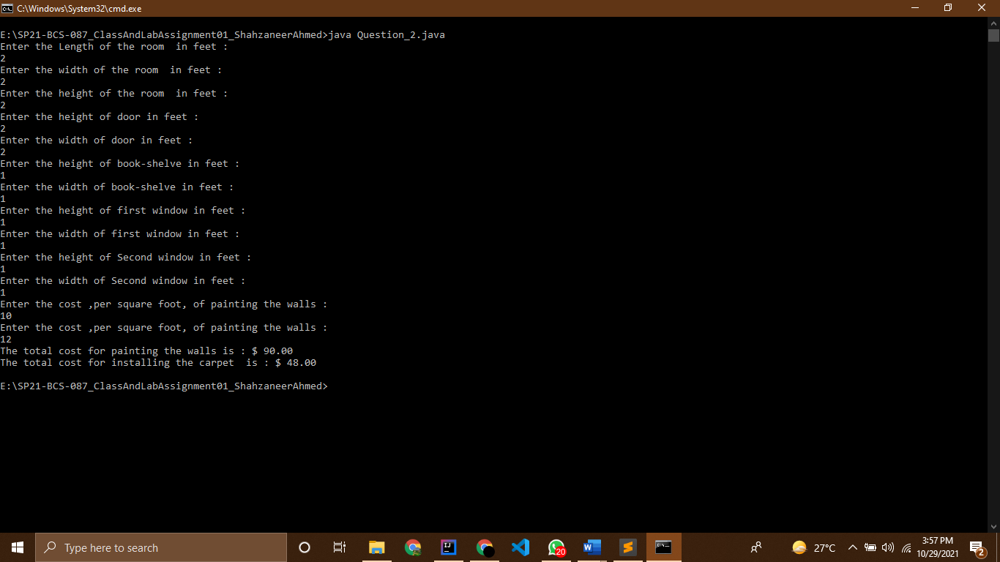 C:\Windows\System32\cmd.exe
E:\SP21-BCS-087_ClassAndLabAssignment01_ShahzaneerAhmed>java Question_2.java
Enter the Length of the room  in feet :
2
Enter the width of the room  in feet :
2
Enter the height of the room  in feet :
2
Enter the height of door in feet :
2
Enter the width of door in feet :
2
Enter the height of book-shelve in feet :
1
Enter the width of book-shelve in feet :
1
Enter the height of first window in feet :
1
Enter the width of first window in feet :
1
Enter the height of Second window in feet :
1
Enter the width of Second window in feet :
1
Enter the cost ,per square foot, of painting the walls :
10
Enter the cost ,per square foot, of painting the walls :
12
The total cost for painting the walls is : $ 90.00
The total cost for installing the carpet  is : $ 48.00
E:\SP21-BCS-087_ClassAndLabAssignment01_ShahzaneerAhmed>
Type here to search
20
27°C
3:57 PM
10/29/2021
2